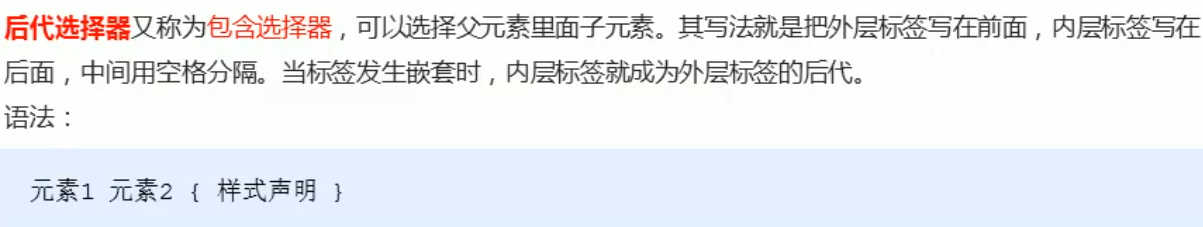 后代选择器又称为包含选择器，可以选择父元素里面子元素。其写法就是把外层标签写在前面，内层标签写在
后面，中间用空格分隔。当标签发生嵌套时，内层标签就成为外层标签的后代。
语法：
元素1 元素2 { 样式声明 }